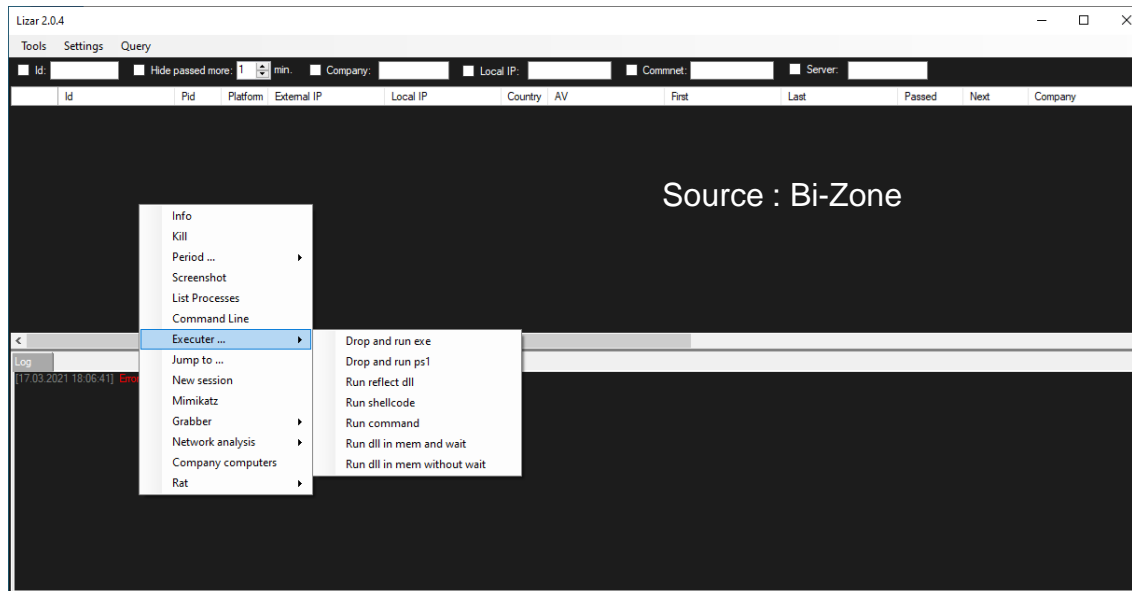 Lizar 2.0.4
Tools Settings Query
Id: Hide passed more: 1 min. Company: Local IP: Commnet: Server:
Id Pid Platform External IP Local IP Country AV First Last Passed Next Company
Source : Bi-Zone
Info
Kill
Period ...
Screenshot
List Processes
Command Line
Executer ...
Jump to ...
New session
Mimikatz
Grabber
Network analysis
Company computers
Rat
Drop and run exe
Drop and run ps1
Run reflect dll
Run shellcode
Run command
Run dll in mem and wait
Run dll in mem without wait
Log
[17.03.2021 18:06:41]